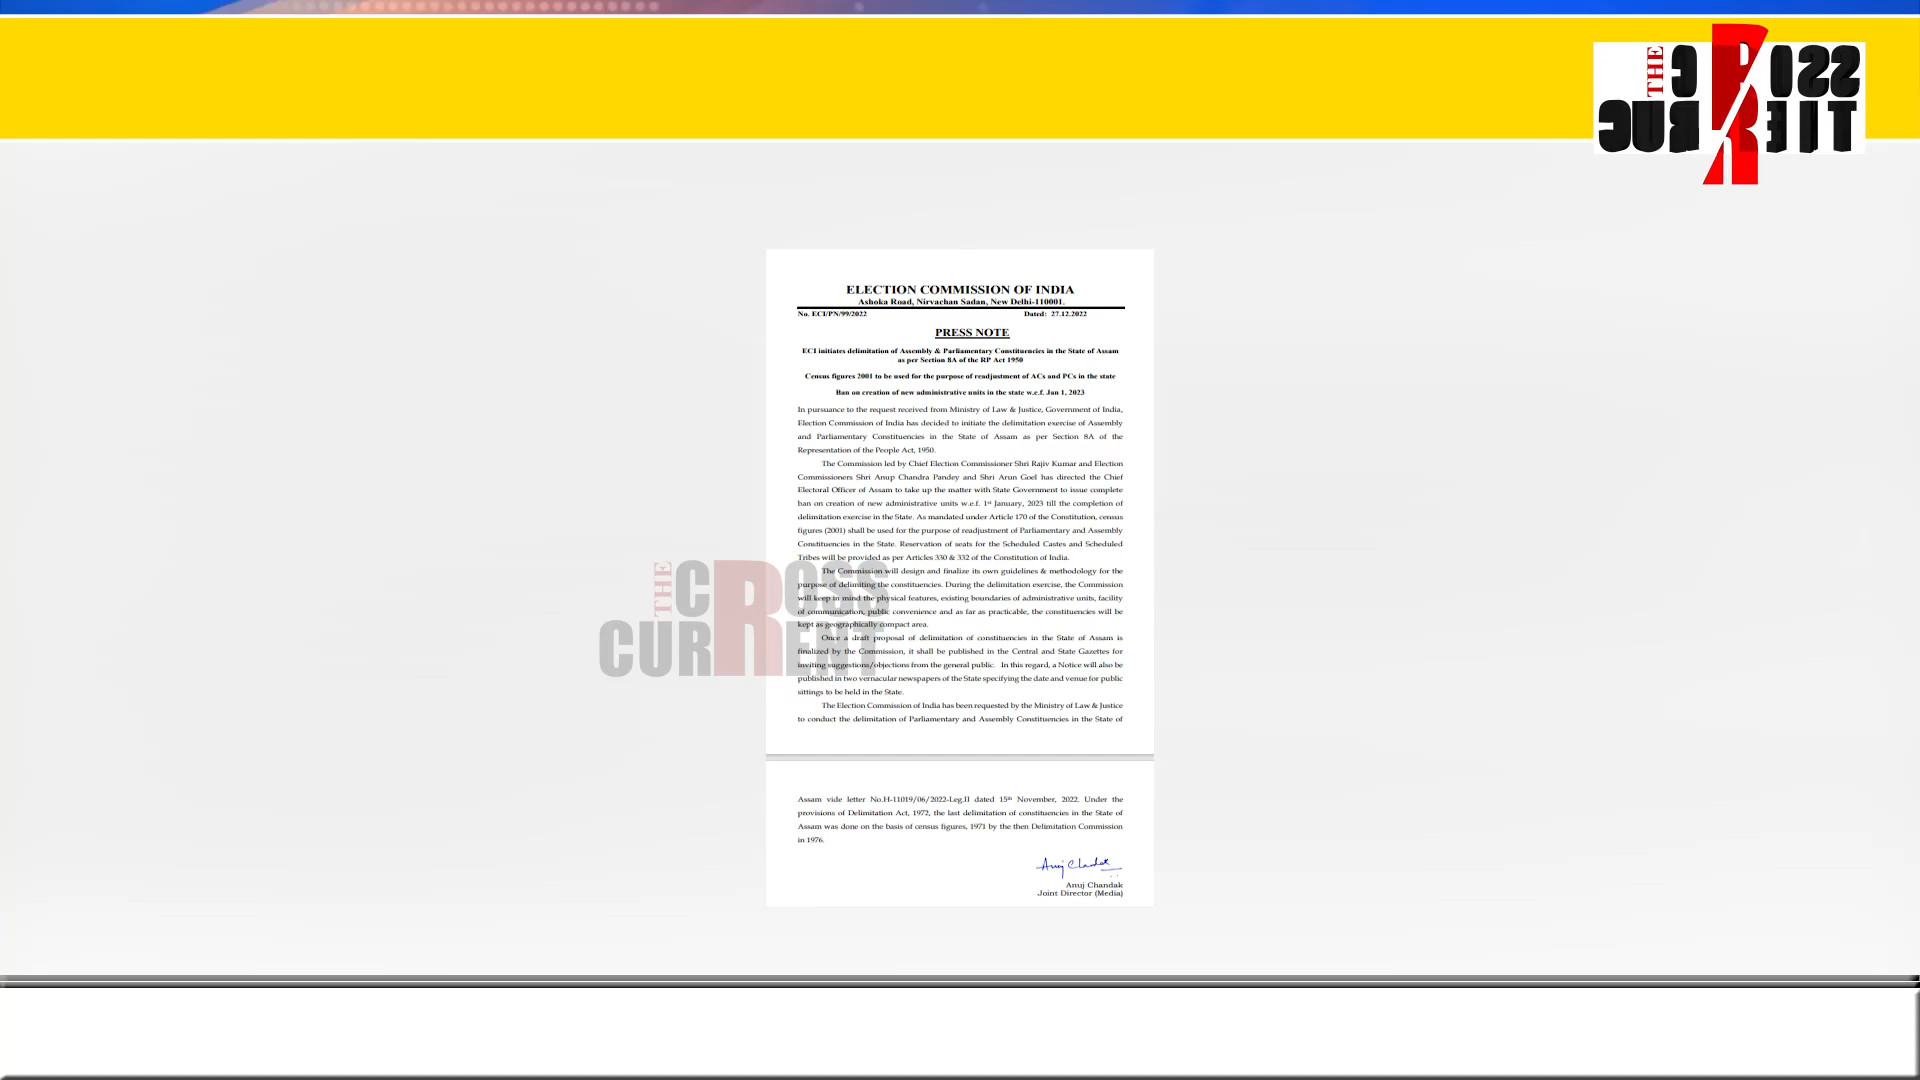 THE CROSS
CURRENT
ELECTION COMMISSION OF INDIA
Ashoka Road, Nirvachan Sadan, New Delhi-110001.
No. ECI/PN/99/2022 Dated: 27.12.2022
PRESS NOTE
ECI initiates delimitation of Assembly & Parliamentary Constituencies in the State of Assam
as per Section 8A of the RP Act 1950
Census figures 2001 to be used for the purpose of readjustment of ACs and PCs in the state
Ban on creation of new administrative units in the state w.e.f. Jan 1, 2023
In pursuance to the request received from Ministry of Law & Justice, Government of India,
Election Commission of India has decided to initiate the delimitation exercise of Assembly
and Parliamentary Constituencies in the State of Assam as per Section 8A of the
Representation of the People Act, 1950.
The Commission led by Chief Election Commissioner Shri Rajiv Kumar and Election
Commissioners Shri Anup Chandra Pandey and Shri Arun Goel has directed the Chief
Electoral Officer of Assam to take up the matter with State Government to issue complete
ban on creation of new administrative units w.e.f. 1st January, 2023 till the completion of
delimitation exercise in the State. As mandated under Article 170 of the Constitution, census
figures (2001) shall be used for the purpose of readjustment of Parliamentary and Assembly
Constituencies in the State. Reservation of seats for the Scheduled Castes and Scheduled
Tribes will be provided as per Articles 330 & 332 of the Constitution of India.
The Commission will design and finalize its own guidelines & methodology for the
purpose of delimiting the constituencies. During the delimitation exercise, the Commission
will keep in mind the physical features, existing boundaries of administrative units, facility
of communication, public convenience and as far as practicable, the constituencies will be
kept as geographically compact area.
Once a draft proposal of delimitation of constituencies in the State of Assam is
finalized by the Commission, it shall be published in the Central and State Gazettes for
inviting suggestions/objections from the general public. In this regard, a Notice will also be
published in two vernacular newspapers of the State specifying the date and venue for public
sittings to be held in the State.
The Election Commission of India has been requested by the Ministry of Law & Justice
to conduct the delimitation of Parliamentary and Assembly Constituencies in the State of
THE CROSS
CURRENT
Assam vide letter No.H-11019/06/2022-Leg.II dated 15th November, 2022. Under the
provisions of Delimitation Act, 1972, the last delimitation of constituencies in the State of
Assam was done on the basis of census figures, 1971 by the then Delimitation Commission
in 1976.
Anuj Chandak
Anuj Chandak
Joint Director (Media)